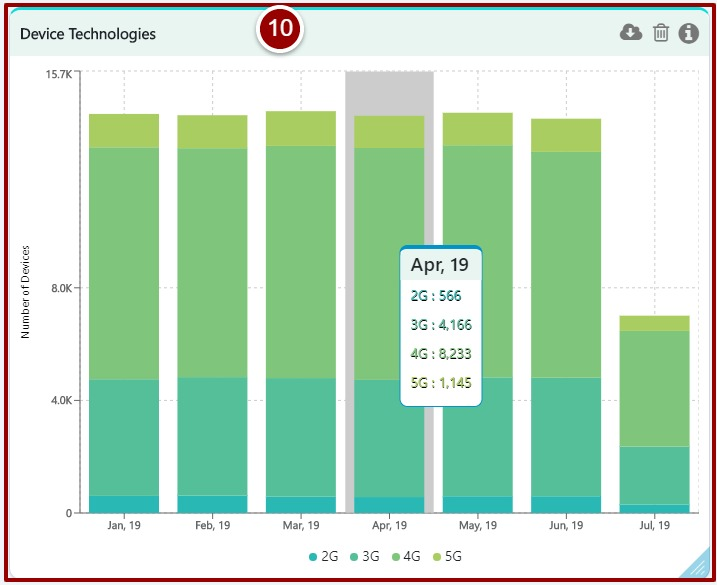 10
Device Technologies
15.7K
8.0K
4.0K
0
Number of Devices
Apr, 19
2G : 566
3G : 4,166
4G : 8,233
5G : 1,145
Jan, 19 Feb, 19 Mar, 19 Apr, 19 May, 19 Jun, 19 Jul, 19
2G 3G 4G 5G